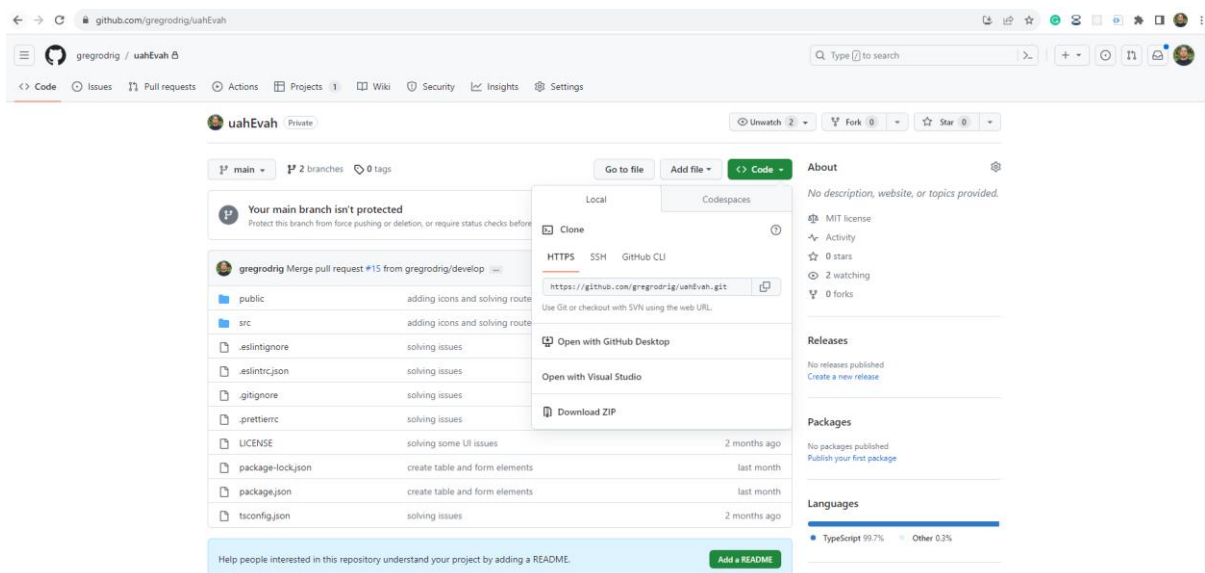 github.com/gregrodrig/uahEvah
gregrodrig / uahEvah
Type / to search
<> Code
Issues
Pull requests
Actions
Projects 1
Wiki
Security
Insights
Settings
uahEvah Private
Unwatch 2
Fork 0
Star 0
main
2 branches
0 tags
Go to file
Add file
<> Code
Your main branch isn't protected
Protect this branch from force pushing or deletion, or require status checks before
gregrodrig Merge pull request #15 from gregrodrig/develop ...
public adding icons and solving route
src adding icons and solving route
.eslintignore solving issues
.eslintrc.json solving issues
.gitignore solving issues
.prettierrc solving issues
LICENSE solving some UI issues 2 months ago
package-lock.json create table and form elements last month
package.json create table and form elements last month
tsconfig.json solving issues 2 months ago
Help people interested in this repository understand your project by adding a README.
Add a README
Local
Codespaces
Clone
HTTPS SSH GitHub CLI
https://github.com/gregrodrig/uahEvah.git
Use Git or checkout with SVN using the web URL.
Open with GitHub Desktop
Open with Visual Studio
Download ZIP
About
No description, website, or topics provided.
MIT license
Activity
0 stars
2 watching
0 forks
Releases
No releases published
Create a new release
Packages
No packages published
Publish your first package
Languages
TypeScript 99.7% Other 0.3%